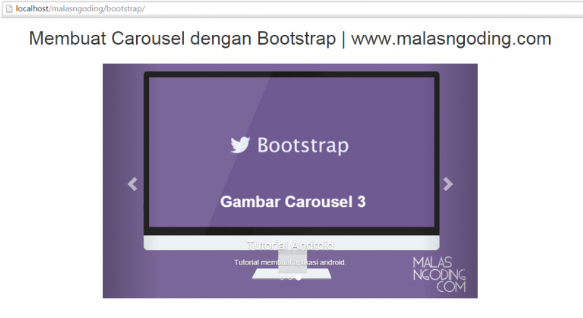 localhost/malasngoding/bootstrap/
Membuat Carousel dengan Bootstrap | www.malasngoding.com
Bootstrap
Gambar Carousel 3
Tutorial Android
Tutorial membuat aplikasi android.
MALAS
NGODING
.COM